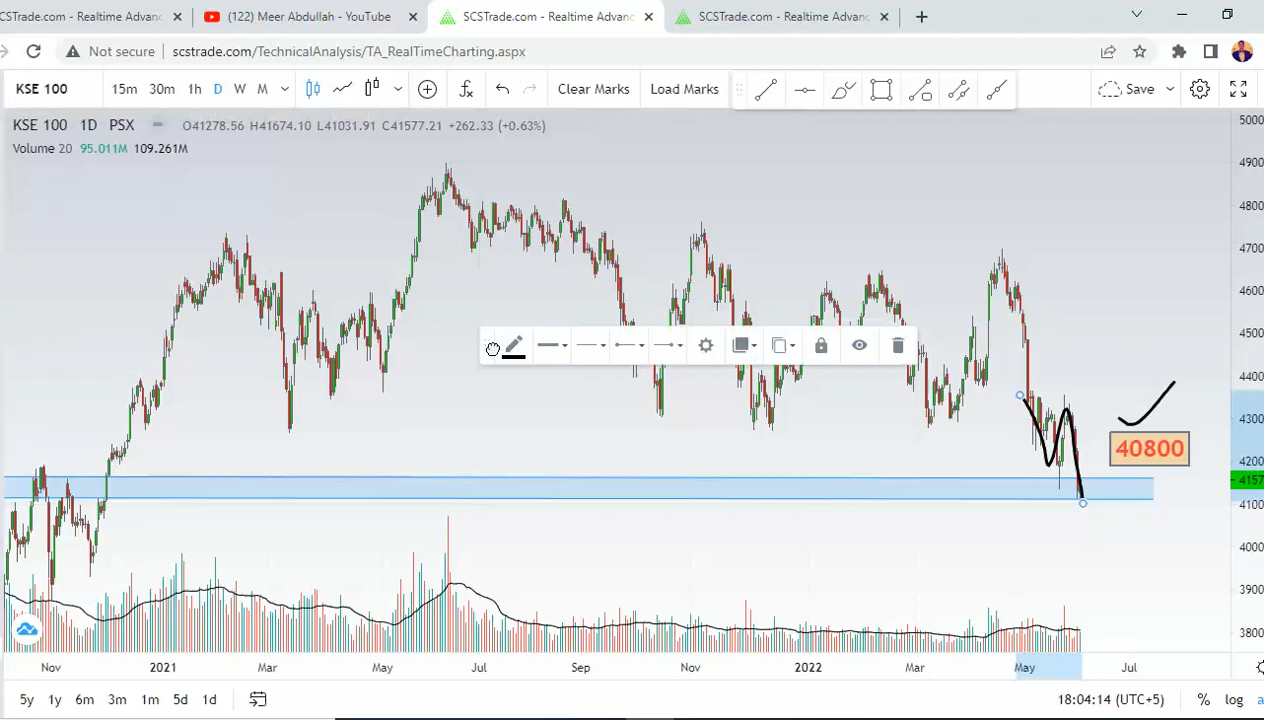 SCSTrade.com - Realtime Advanc
(122) Meer Abdullah - YouTube
SCSTrade.com - Realtime Advanc
SCSTrade.com - Realtime Advanc
Not secure scstrade.com/TechnicalAnalysis/TA_RealTimeCharting.aspx
KSE 100 15m 30m 1h D W M Clear Marks Load Marks Save
KSE 100 1D PSX O41278.56 H41674.10 L41031.91 C41577.21 +262.33 (+0.63%)
Volume 20 95.011M 109.261M
5000
4900
4800
4700
4600
4500
4400
4300
40800
4200
4157
4100
4000
3900
3800
Nov 2021 Mar May Jul Sep Nov 2022 Mar May Jul
5y 1y 6m 3m 1m 5d 1d 18:04:14 (UTC+5) % log a